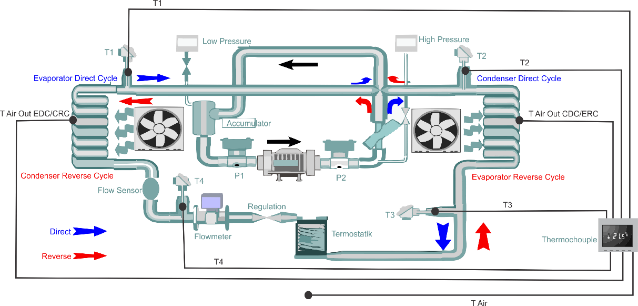 T1
Low Pressure
High Pressure
T1
T2
T2
Evaporator Direct Cycle
Condenser Direct Cycle
T Air Out EDC/CRC
T Air Out CDC/ERC
Accumulator
P1
P2
Condenser Reverse Cycle
Evaporator Reverse Cycle
T4
Flow Sensor
Regulation
T3
T3
Direct
Flowmeter
Termostatik
Thermochouple
Reverse
T4
T Air